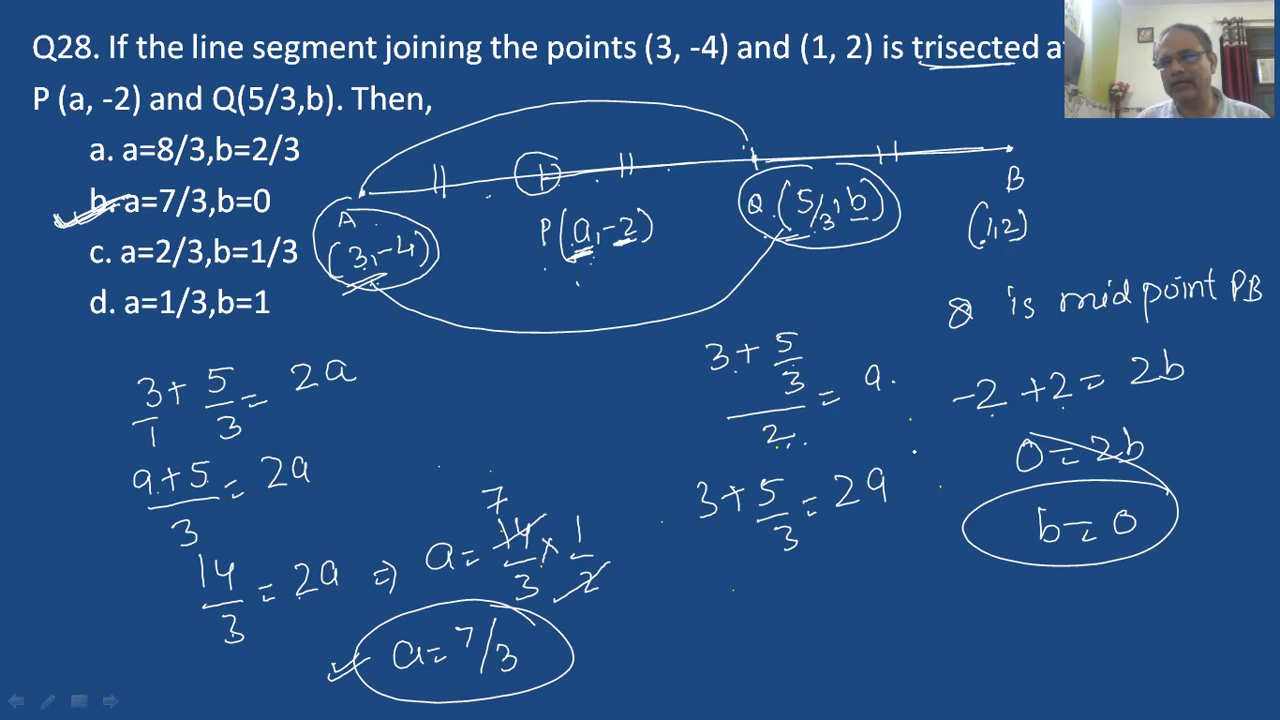 Q28. If the line segment joining the points (3, -4) and (1, 2) is trisected at
P (a, -2) and Q(5/3,b). Then,
a. a=8/3,b=2/3
b. a=7/3,b=0
c. a=2/3,b=1/3
d. a=1/3,b=1
A
(3,-4)
P(a,-2)
Q (5/3, b)
B
(1,2)
Q is mid point PB
3/1 + 5/3 = 2a
9+5/3 = 2a
14/3 = 2a => a = 14/3 x 1/2
7
a = 7/3
3 + 5/3
/2 = a
3 + 5/3 = 2a
-2 + 2 = 2b
0 = 2b
b = 0